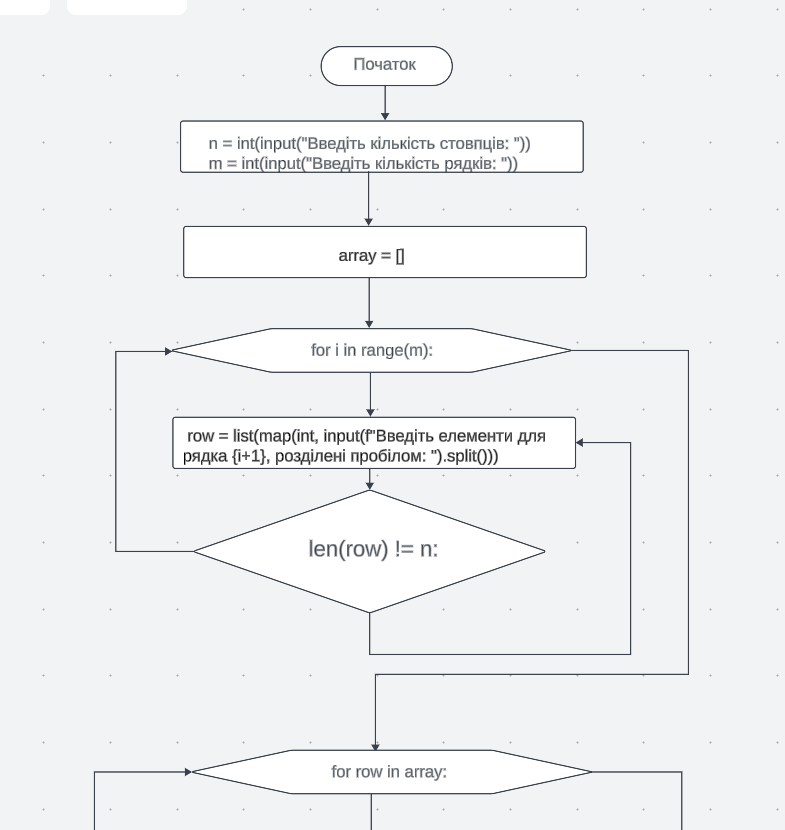 Початок
n = int(input("Введіть кількість стовпців: "))
m = int(input("Введіть кількість рядків: "))
array = []
for i in range(m):
row = list(map(int, input(f"Введіть елементи для
рядка {i+1}, розділені пробілом: ").split()))
len(row) != n:
for row in array: